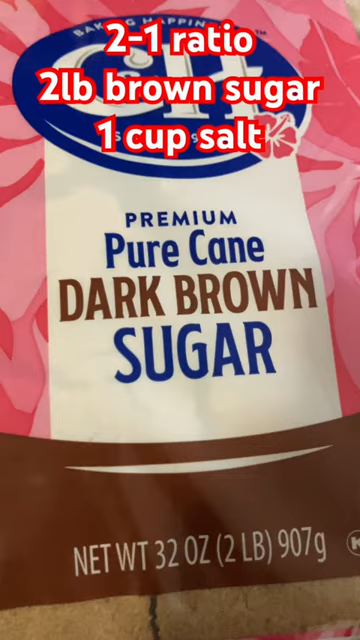 2-1 ratio
2lb brown sugar
1 cup salt
C&H
PREMIUM
Pure Cane
DARK BROWN
SUGAR
NET WT 32 OZ (2 LB) 907g